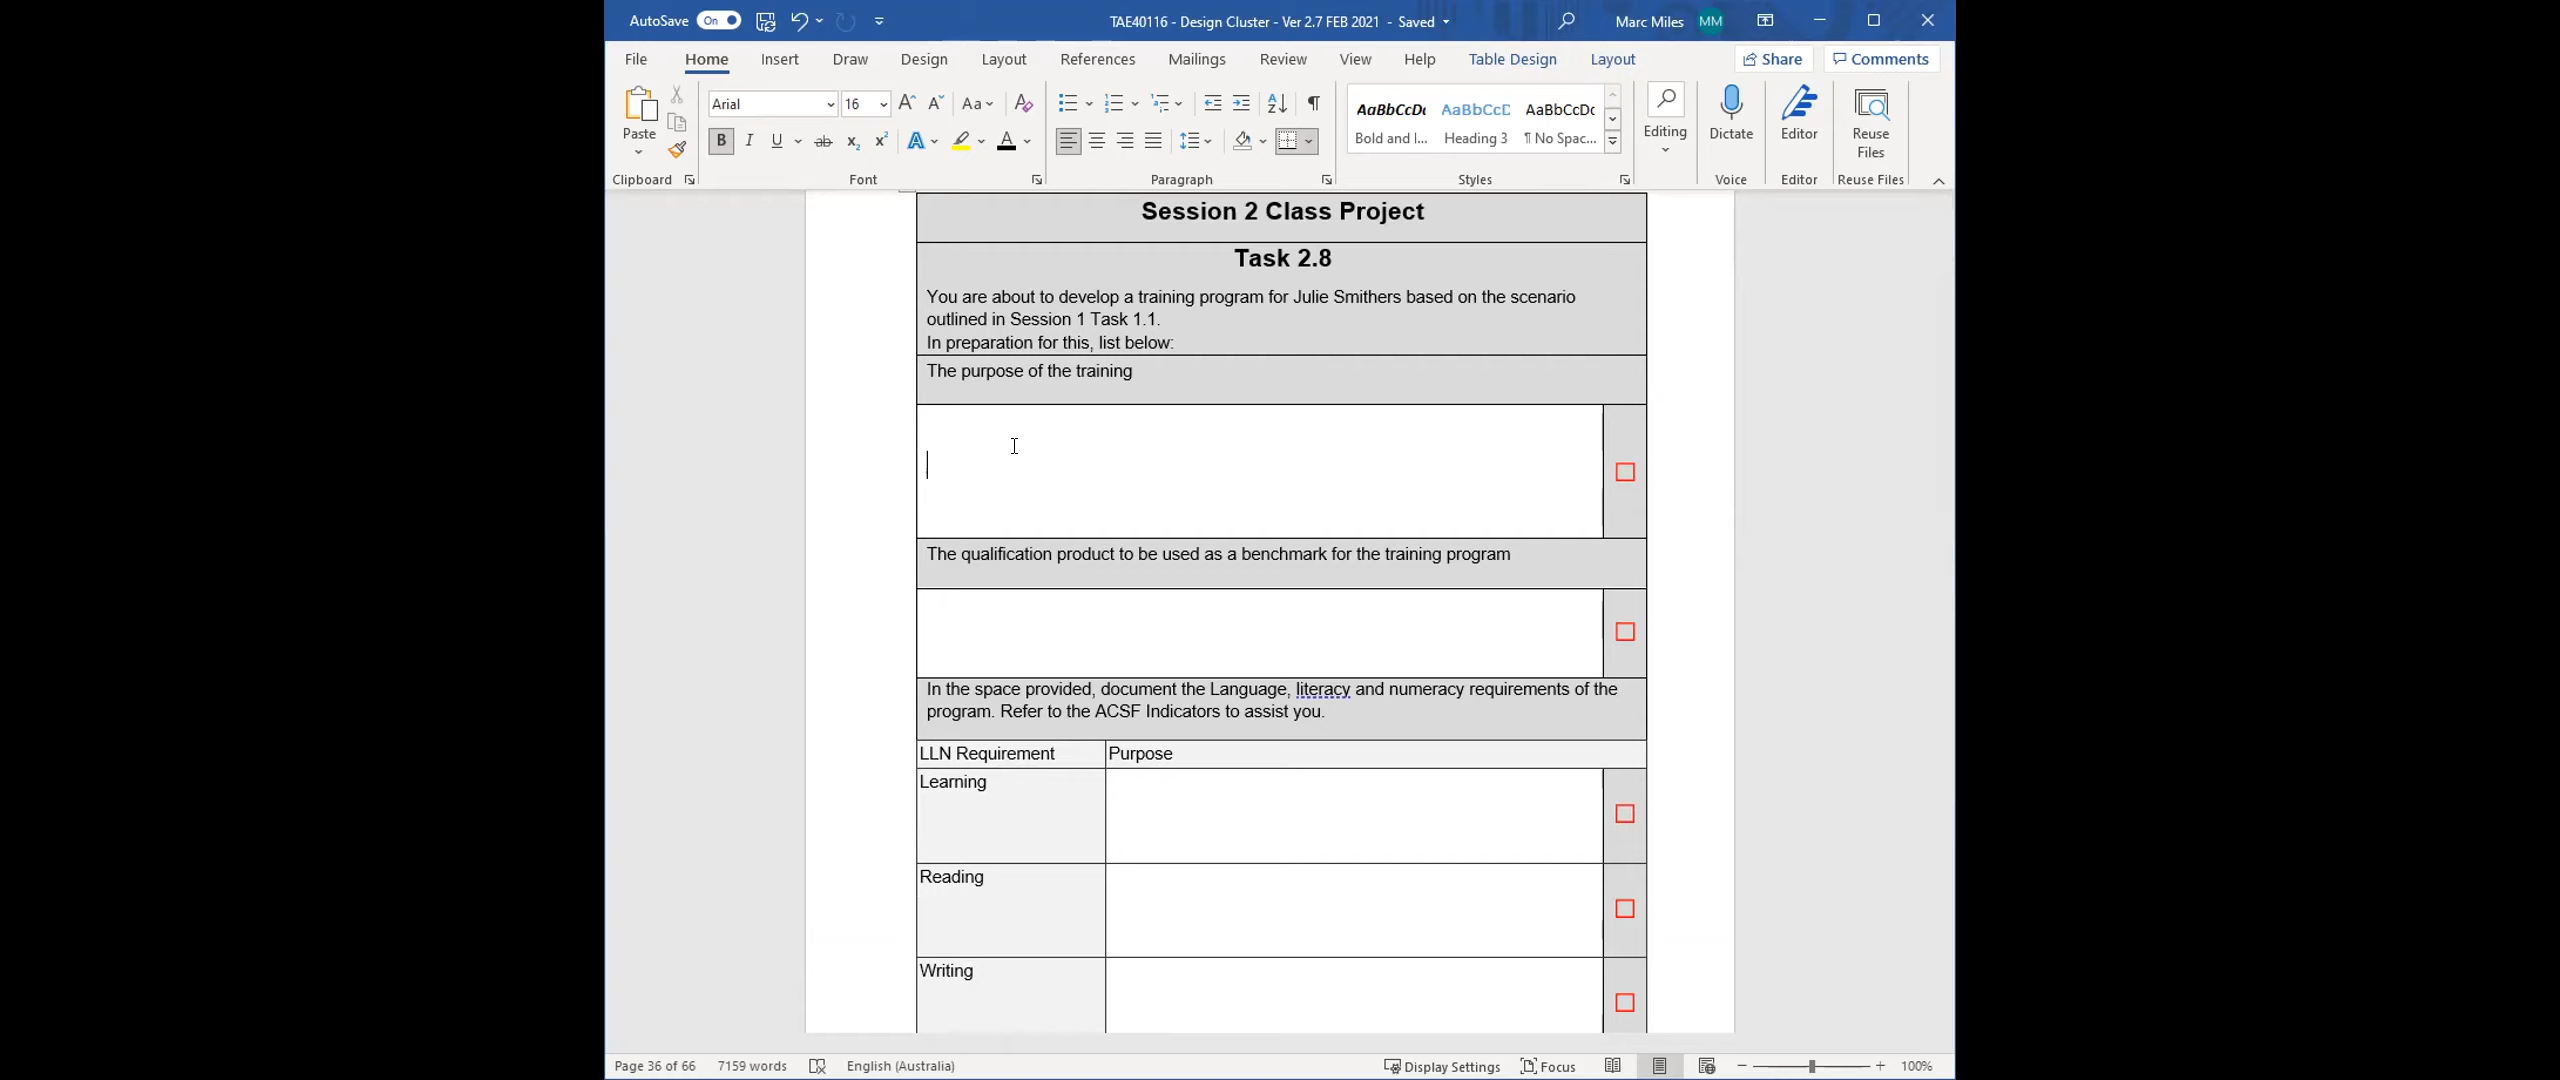 AutoSave On TAE40116 - Design Cluster - Ver 2.7 FEB 2021 - Saved Marc Miles MM
File Home Insert Draw Design Layout References Mailings Review View Help Table Design Layout Share Comments
Paste Arial 16 Aa AaBbCcD AaBbCcD AaBbCcD
Bold and I... Heading 3 ¶ No Spac... Editing Dictate Editor Reuse Files
Clipboard Font Paragraph Styles Voice Editor Reuse Files
Session 2 Class Project
Task 2.8
You are about to develop a training program for Julie Smithers based on the scenario
outlined in Session 1 Task 1.1.
In preparation for this, list below:
The purpose of the training
The qualification product to be used as a benchmark for the training program
In the space provided, document the Language, literacy and numeracy requirements of the
program. Refer to the ACSF Indicators to assist you.
LLN Requirement Purpose
Learning
Reading
Writing
Page 36 of 66 7159 words English (Australia) Display Settings Focus 100%